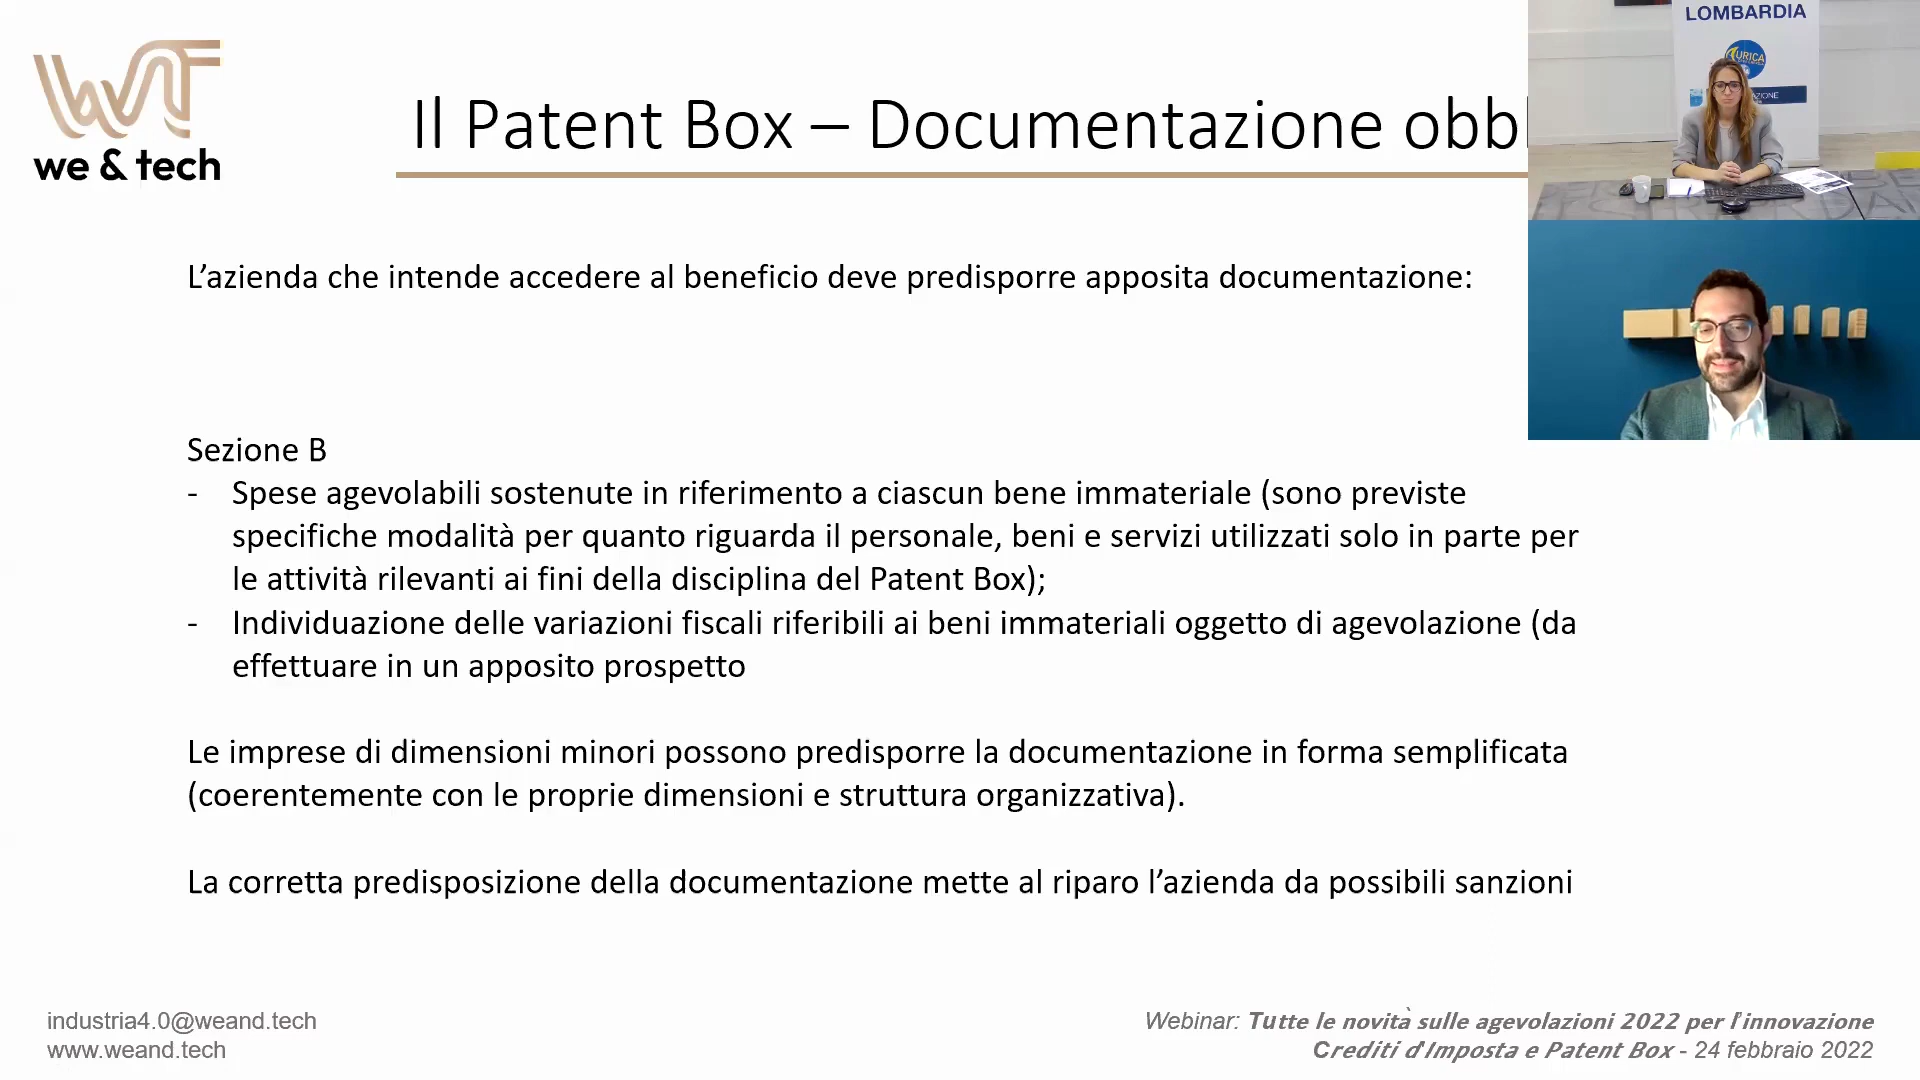 we & tech
Il Patent Box – Documentazione obb
LOMBARDIA
URICA
ZIONE
L’azienda che intende accedere al beneficio deve predisporre apposita documentazione:
Sezione B
- Spese agevolabili sostenute in riferimento a ciascun bene immateriale (sono previste
specifiche modalità per quanto riguarda il personale, beni e servizi utilizzati solo in parte per
le attività rilevanti ai fini della disciplina del Patent Box);
- Individuazione delle variazioni fiscali riferibili ai beni immateriali oggetto di agevolazione (da
effettuare in un apposito prospetto
Le imprese di dimensioni minori possono predisporre la documentazione in forma semplificata
(coerentemente con le proprie dimensioni e struttura organizzativa).
La corretta predisposizione della documentazione mette al riparo l’azienda da possibili sanzioni
industria4.0@weand.tech
www.weand.tech
Webinar: Tutte le novità sulle agevolazioni 2022 per l'innovazione
Crediti d'Imposta e Patent Box - 24 febbraio 2022